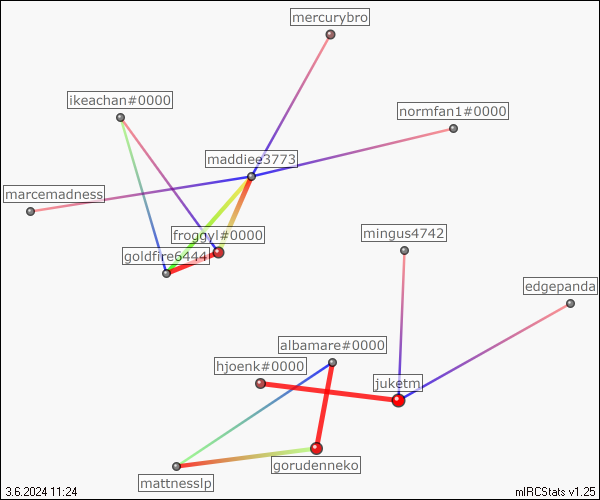 mercurybro
ikeachan#0000
normfan1#0000
maddiee3773
marcemadness
froggyl#0000
mingus4742
goldfire6444
edgepanda
albamare#0000
hjoenk#0000
juketm
gorudenneko
mattnesslp
3.6.2024 11:24
mIRCStats v1.25